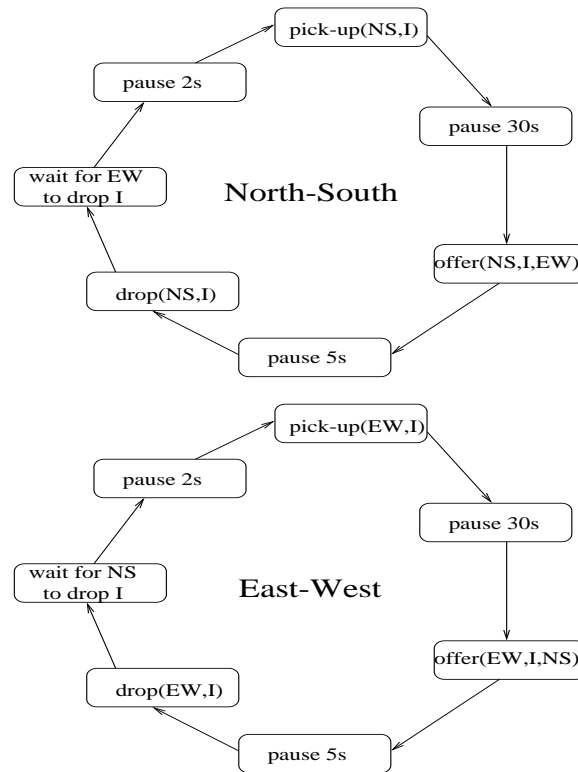 pick-up(NS,I)
pause 2s
pause 30s
wait for EW
to drop I
North-South
offer(NS,I,EW)
drop(NS,I)
pause 5s
pick-up(EW,I)
pause 2s
pause 30s
wait for NS
to drop I
East-West
offer(EW,I,NS)
drop(EW,I)
pause 5s